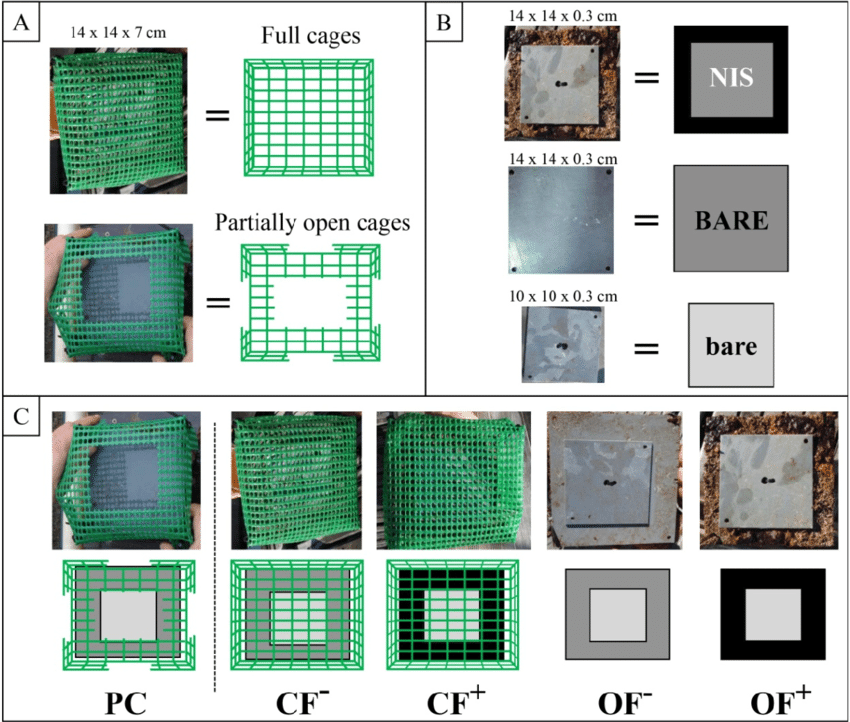 A
14 x 14 x 7 cm
Full cages
=
Partially open cages
=
B
14 x 14 x 0.3 cm
=
NIS
14 x 14 x 0.3 cm
=
BARE
10 x 10 x 0.3 cm
=
bare
C
PC
CF⁻
CF⁺
OF⁻
OF⁺